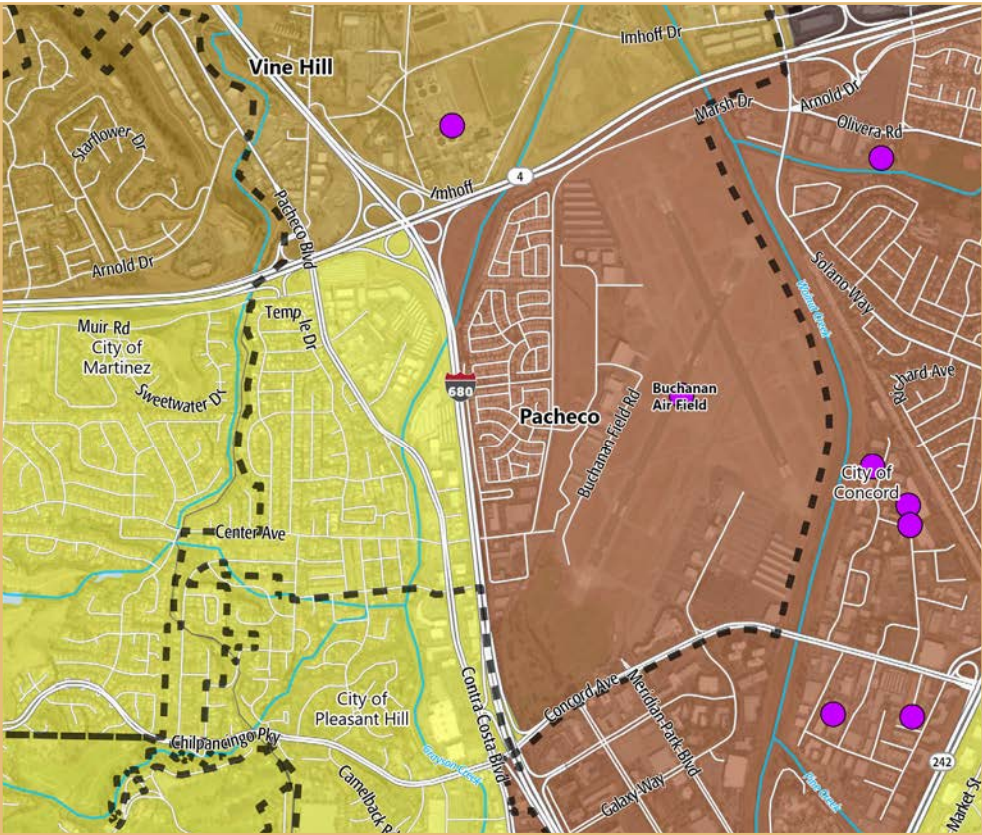 Imhoff Dr
Vine Hill
Marsh Dr
Arnold Dr
Olivera Rd
Starflower Dr
4
Imhoff
Pacheco Blvd
Arnold Dr
Solano Way
Walnut Creek
Temple Dr
Muir Rd
City of
Martinez
Sweetwater Dr
680
Buchanan
Air Field
Richard Ave
Pacheco
Buchanan Field Rd
City of
Concord
Center Ave
Contra Costa Blvd
Concord Ave
Meridian Park Blvd
City of
Pleasant Hill
Chilpancingo Pky
Grayson Creek
Camelback R
Galaxy Way
Pine Creek
242
Market St